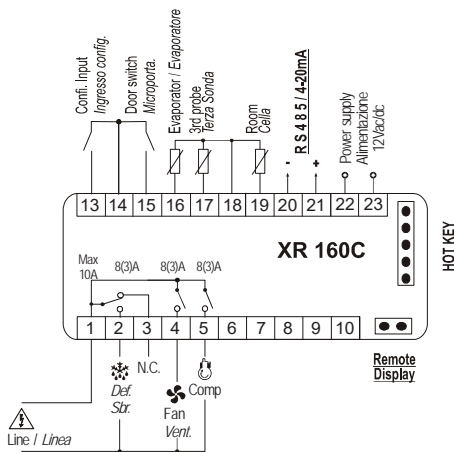 Confi. Input
Ingresso config.
Door switch
Microporta.
Evaporator / Evaporatore
3rd probe
Terza Sonda
Room
Cella
RS485 / 4-20mA
- +
Power supply
Alimentazione
12Vac/dc
13 14 15 16 17 18 19 20 21 22 23
XR 160C
HOT KEY
Max
10A
8(3)A 8(3)A 8(3)A
1 2 3 4 5 6 7 8 9 10
Remote
Display
N.C.
Def.
Sbr.
Fan
Vent.
Comp
Line / Linea